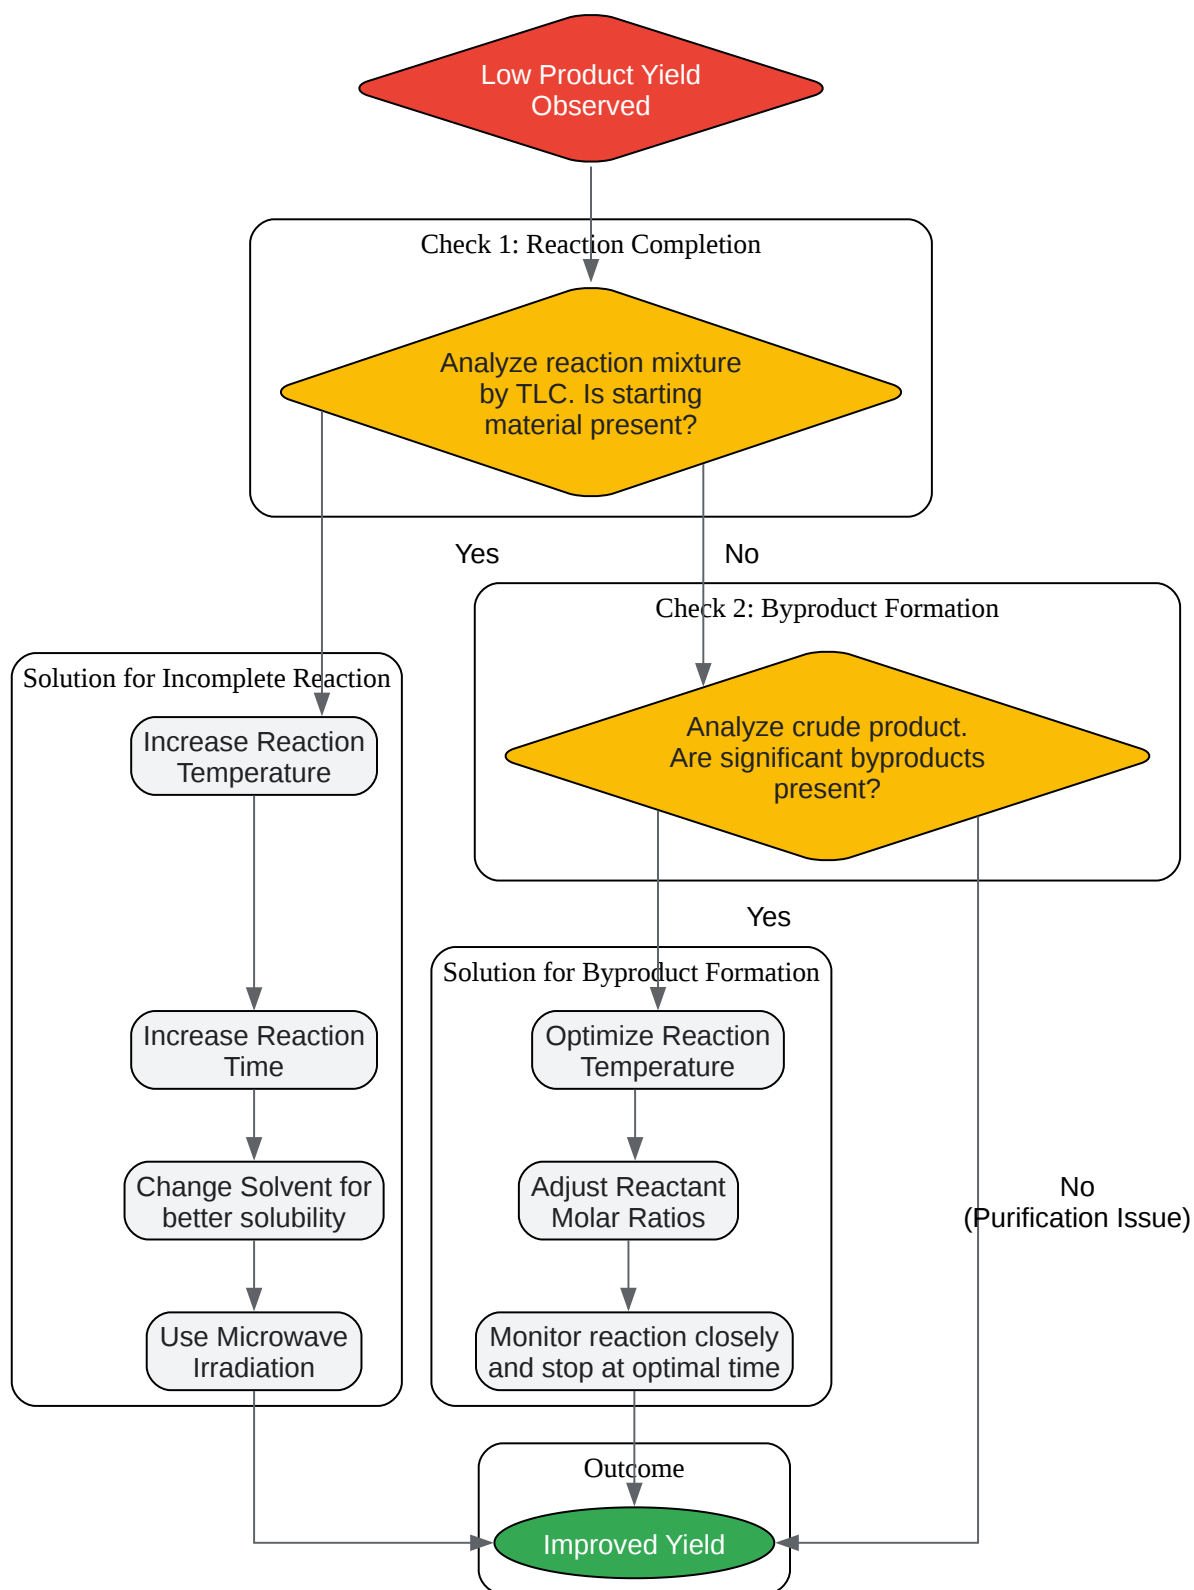 Low Product Yield
Observed
Check 1: Reaction Completion
Analyze reaction mixture
by TLC. Is starting
material present?
Yes
No
Check 2: Byproduct Formation
Analyze crude product.
Are significant byproducts
present?
Solution for Incomplete Reaction
Increase Reaction
Temperature
Increase Reaction
Time
Change Solvent for
better solubility
Use Microwave
Irradiation
Yes
Solution for Byproduct Formation
Optimize Reaction
Temperature
Adjust Reactant
Molar Ratios
Monitor reaction closely
and stop at optimal time
No
(Purification Issue)
Outcome
Improved Yield